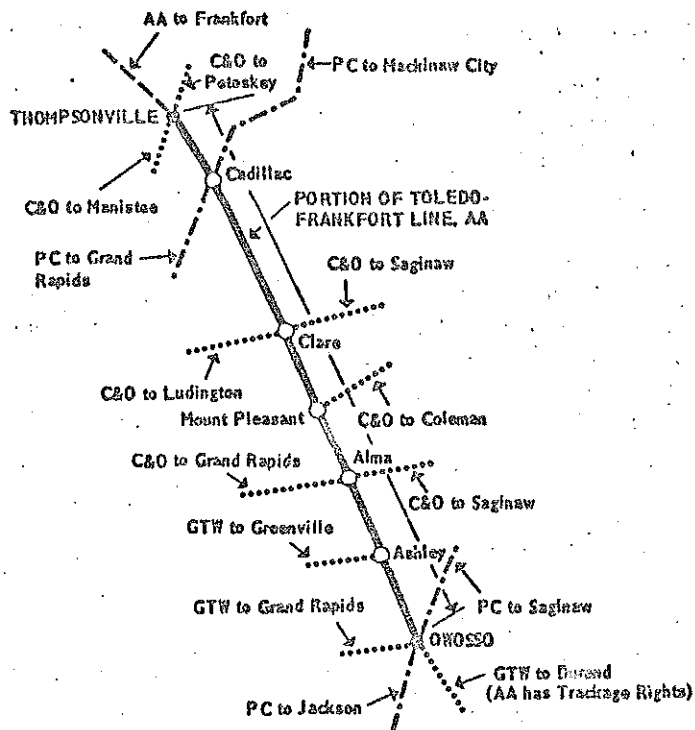 AA to Frankfort
C&O to
Petoskey
PC to Mackinaw City
THOMPSONVILLE
Cadillac
C&O to Manistee
PORTION OF TOLEDO-
FRANKFORT LINE, AA
PC to Grand
Rapids
C&O to Saginaw
Clare
C&O to Ludington
Mount Pleasant
C&O to Coleman
Alma
C&O to Grand Rapids
C&O to Saginaw
GTW to Greenville
Ashley
GTW to Grand Rapids
PC to Saginaw
OWOSSO
GTW to Durand
(AA has Trackage Rights)
PC to Jackson